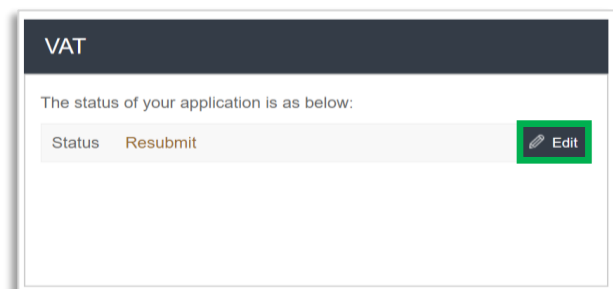 VAT
The status of your application is as below:
Status Resubmit Edit